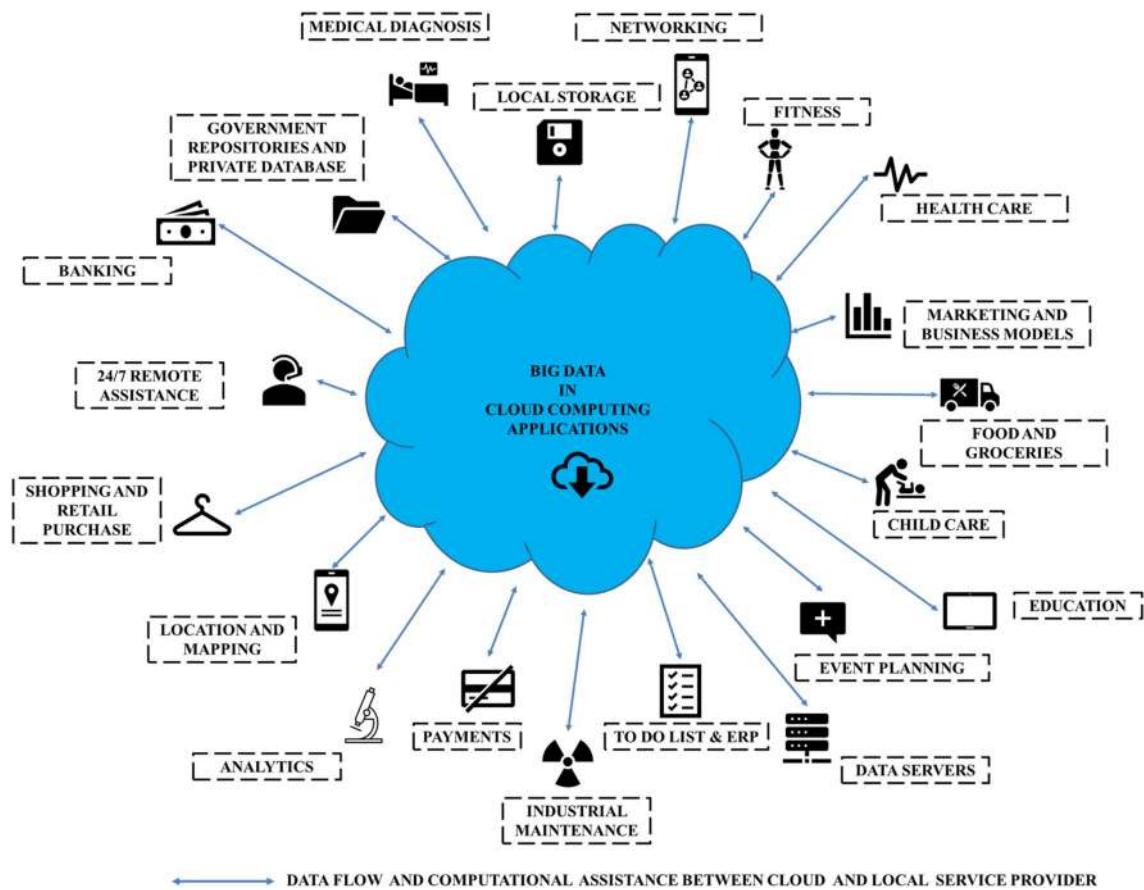 MEDICAL DIAGNOSIS
NETWORKING
LOCAL STORAGE
FITNESS
GOVERNMENT
REPOSITORIES AND
PRIVATE DATABASE
HEALTH CARE
BANKING
MARKETING AND
BUSINESS MODELS
24/7 REMOTE
ASSISTANCE
BIG DATA
IN
CLOUD COMPUTING
APPLICATIONS
FOOD AND
GROCERIES
SHOPPING AND
RETAIL
PURCHASE
CHILD CARE
EDUCATION
LOCATION AND
MAPPING
EVENT PLANNING
PAYMENTS
TO DO LIST & ERP
ANALYTICS
DATA SERVERS
INDUSTRIAL
MAINTENANCE
DATA FLOW AND COMPUTATIONAL ASSISTANCE BETWEEN CLOUD AND LOCAL SERVICE PROVIDER